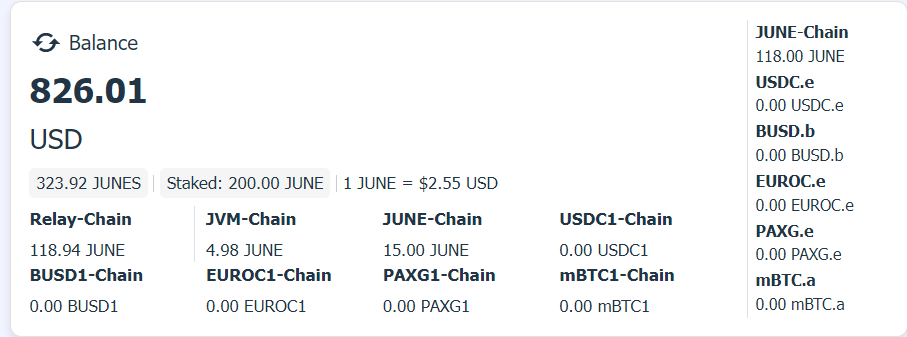 Balance
826.01
USD
323.92 JUNES Staked: 200.00 JUNE 1 JUNE = $2.55 USD
Relay-Chain JVM-Chain JUNE-Chain USDC1-Chain
118.94 JUNE 4.98 JUNE 15.00 JUNE 0.00 USDC1
BUSD1-Chain EUROC1-Chain PAXG1-Chain mBTC1-Chain
0.00 BUSD1 0.00 EUROC1 0.00 PAXG1 0.00 mBTC1
JUNE-Chain
118.00 JUNE
USDC.e
0.00 USDC.e
BUSD.b
0.00 BUSD.b
EUROC.e
0.00 EUROC.e
PAXG.e
0.00 PAXG.e
mBTC.a
0.00 mBTC.a